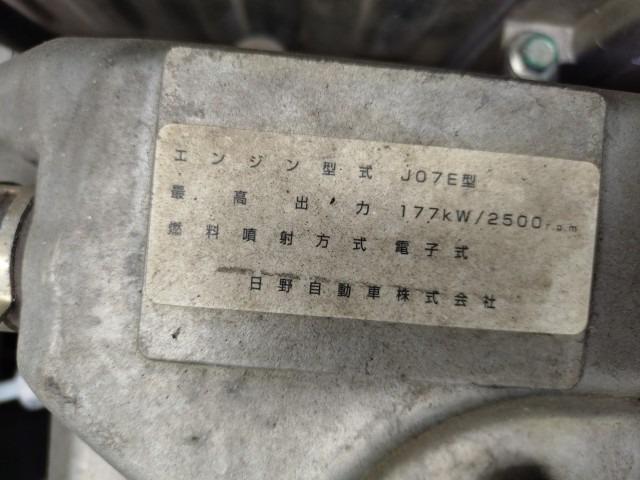 エンジン型式 J07E型
最高出力 177kW/2500r.p.m
燃料噴射方式 電子式
日野自動車株式会社